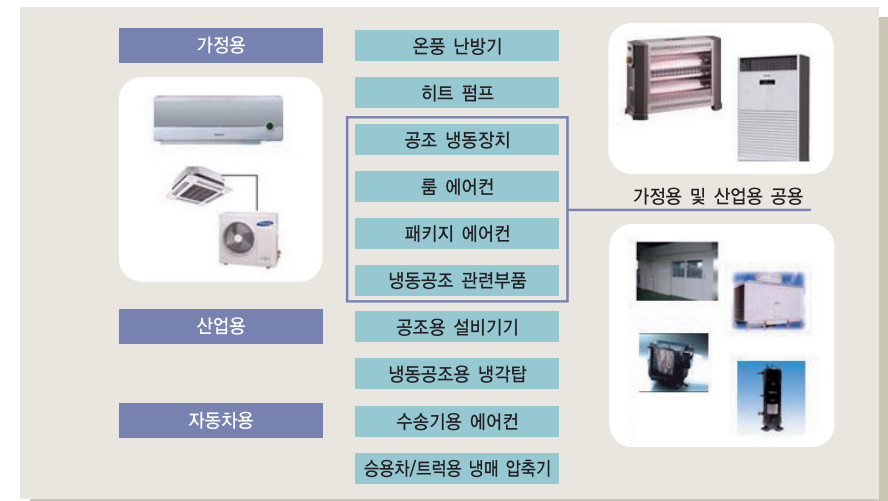 가정용
온풍 난방기
히트 펌프
공조 냉동장치
룸 에어컨
패키지 에어컨
냉동공조 관련부품
가정용 및 산업용 공용
산업용
공조용 설비기기
냉동공조용 냉각탑
자동차용
수송기용 에어컨
승용차/트럭용 냉매 압축기